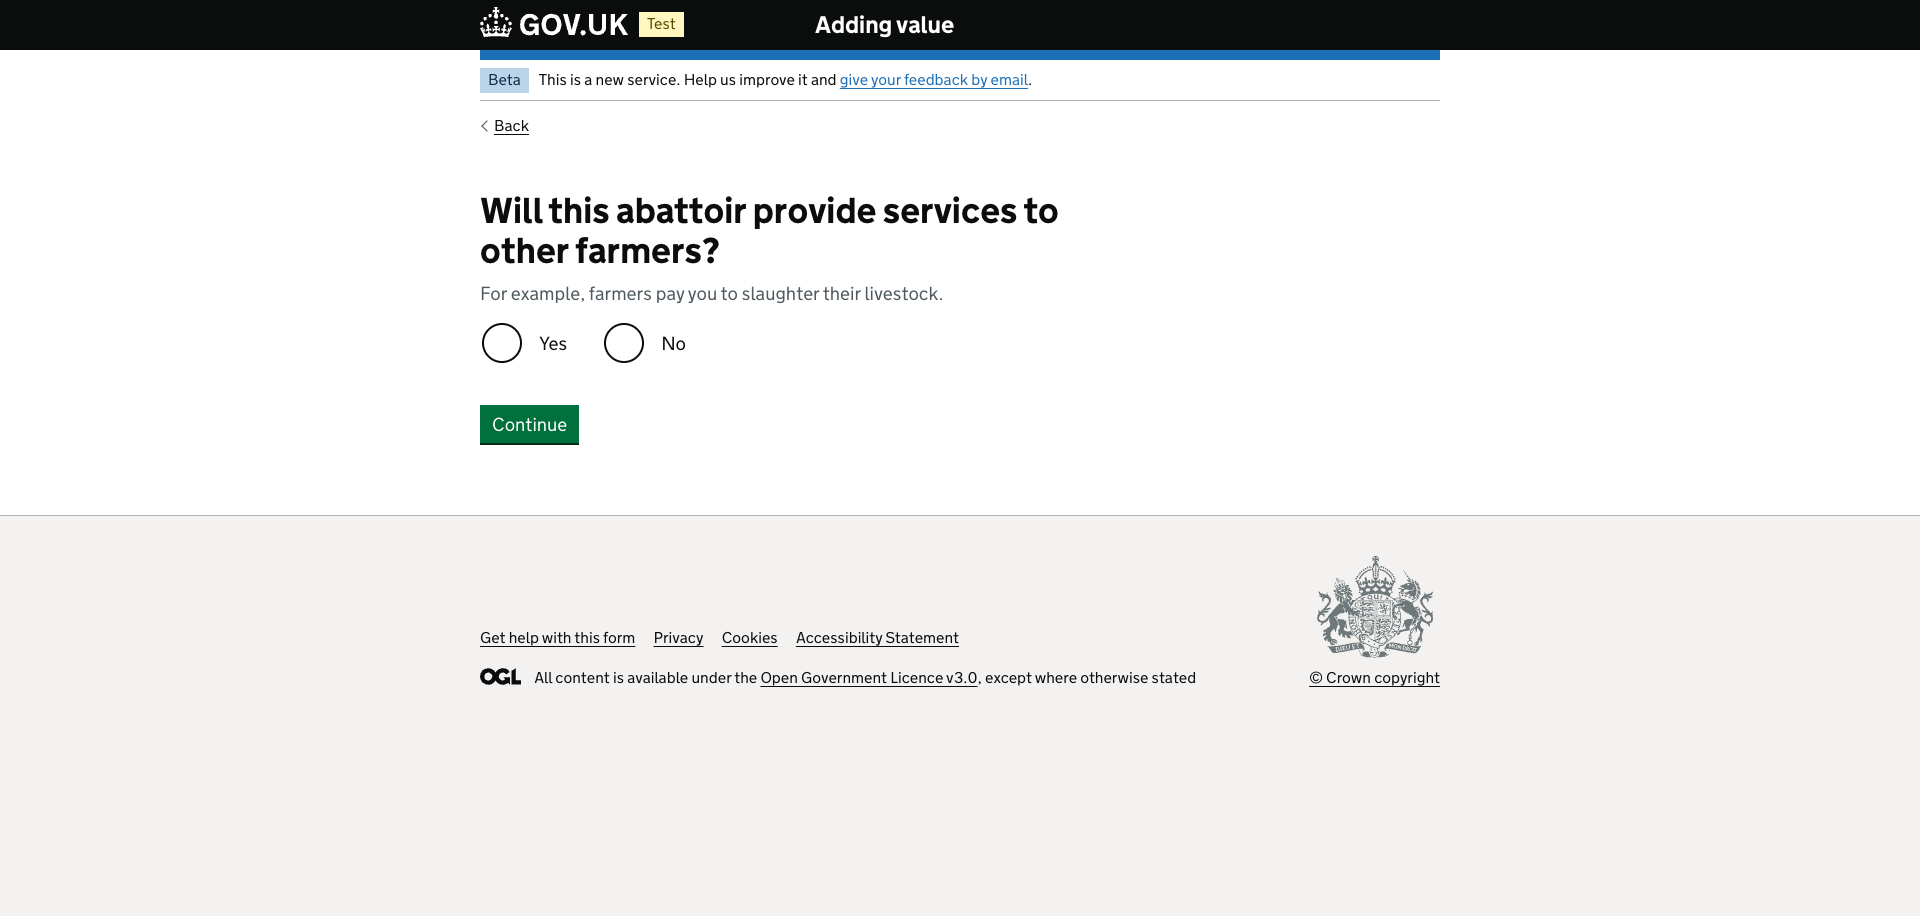 GOV.UK Test Adding value
Beta This is a new service. Help us improve it and give your feedback by email.
Back
Will this abattoir provide services to
other farmers?
For example, farmers pay you to slaughter their livestock.
Yes No
Continue
Get help with this form Privacy Cookies Accessibility Statement
OGL All content is available under the Open Government Licence v3.0, except where otherwise stated
© Crown copyright